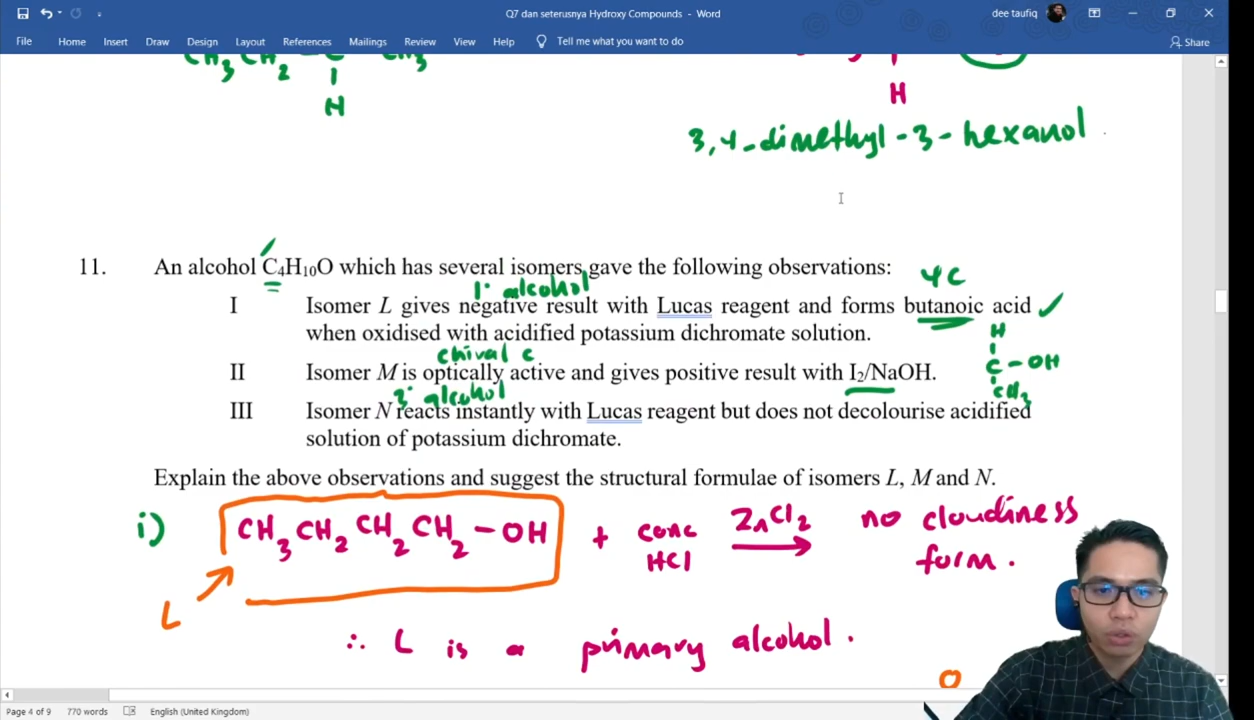 Q7 dan seterusnya Hydroxy Compounds - Word
dee taufiq
File Home Insert Draw Design Layout References Mailings Review View Help Tell me what you want to do
Share
CH3CH2 - C CH3
H
H
3,4-dimethyl-3-hexanol
11. An alcohol C4H10O which has several isomers gave the following observations:
1° alcohol
4C
I Isomer L gives negative result with Lucas reagent and forms butanoic acid
when oxidised with acidified potassium dichromate solution.
chiral C
H
C - OH
CH3
II Isomer M is optically active and gives positive result with I2/NaOH.
3° alcohol
III Isomer N reacts instantly with Lucas reagent but does not decolourise acidified
solution of potassium dichromate.
Explain the above observations and suggest the structural formulae of isomers L, M and N.
i) CH3CH2CH2CH2-OH + conc HCl ZnCl2 no cloudiness
form.
L
∴ L is a primary alcohol.
O
Page 4 of 9 770 words English (United Kingdom)